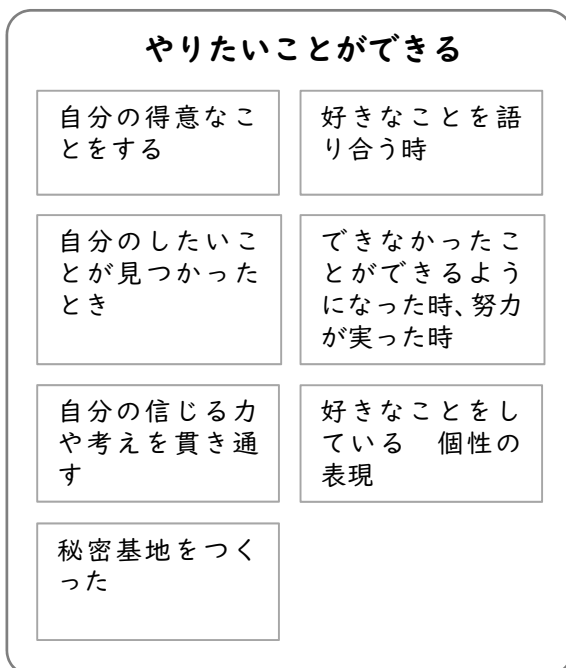 やりたいことができる
自分の得意なこ
とをする
好きなことを語
り合う時
自分のしたいこ
とが見つかった
とき
できなかったこ
とができるよう
になった時、努力
が実った時
自分の信じる力
や考えを貫き通
す
好きなことをし
ている　個性の
表現
秘密基地をつく
った